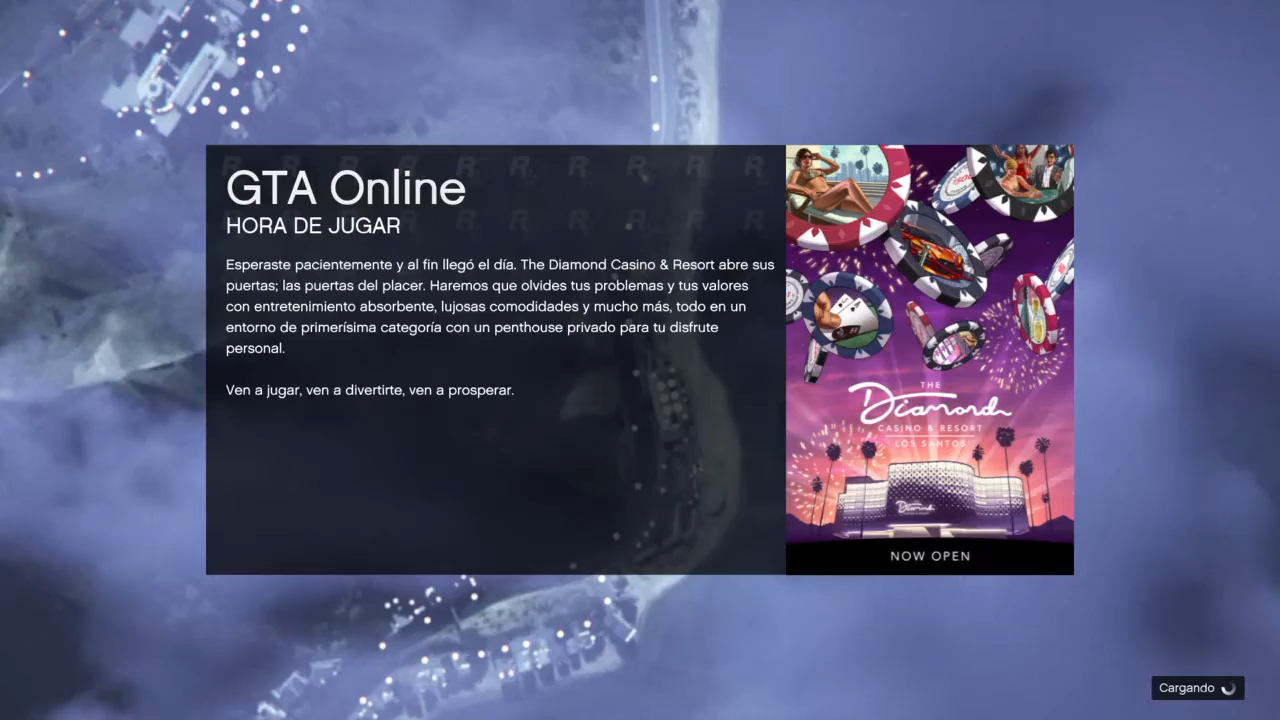 GTA Online
HORA DE JUGAR
Esperaste pacientemente y al fin llegó el día. The Diamond Casino & Resort abre sus
puertas; las puertas del placer. Haremos que olvides tus problemas y tus valores
con entretenimiento absorbente, lujosas comodidades y mucho más, todo en un
entorno de primerísima categoría con un penthouse privado para tu disfrute
personal.
Ven a jugar, ven a divertirte, ven a prosperar.
THE
Diamond
CASINO & RESORT
LOS SANTOS
Diamond
NOW OPEN
Cargando